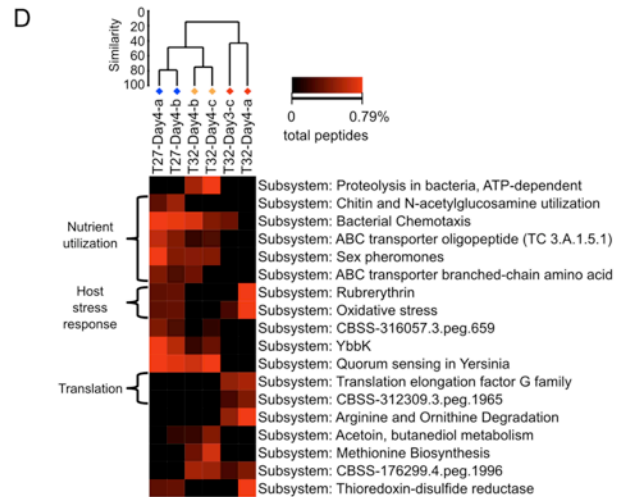 D
Similarity
0
20
40
60
80
100
0
0.79%
total peptides
T27-Day4-a
T27-Day4-b
T32-Day4-b
T32-Day4-c
T32-Day3-c
T32-Day4-a
Subsystem: Proteolysis in bacteria, ATP-dependent
Subsystem: Chitin and N-acetylglucosamine utilization
Subsystem: Bacterial Chemotaxis
Subsystem: ABC transporter oligopeptide (TC 3.A.1.5.1)
Subsystem: Sex pheromones
Subsystem: ABC transporter branched-chain amino acid
Subsystem: Rubrerythrin
Subsystem: Oxidative stress
Subsystem: CBSS-316057.3.peg.659
Subsystem: YbbK
Subsystem: Quorum sensing in Yersinia
Subsystem: Translation elongation factor G family
Subsystem: CBSS-312309.3.peg.1965
Subsystem: Arginine and Ornithine Degradation
Subsystem: Acetoin, butanediol metabolism
Subsystem: Methionine Biosynthesis
Subsystem: CBSS-176299.4.peg.1996
Subsystem: Thioredoxin-disulfide reductase
Nutrient
utilization
Host
stress
response
Translation